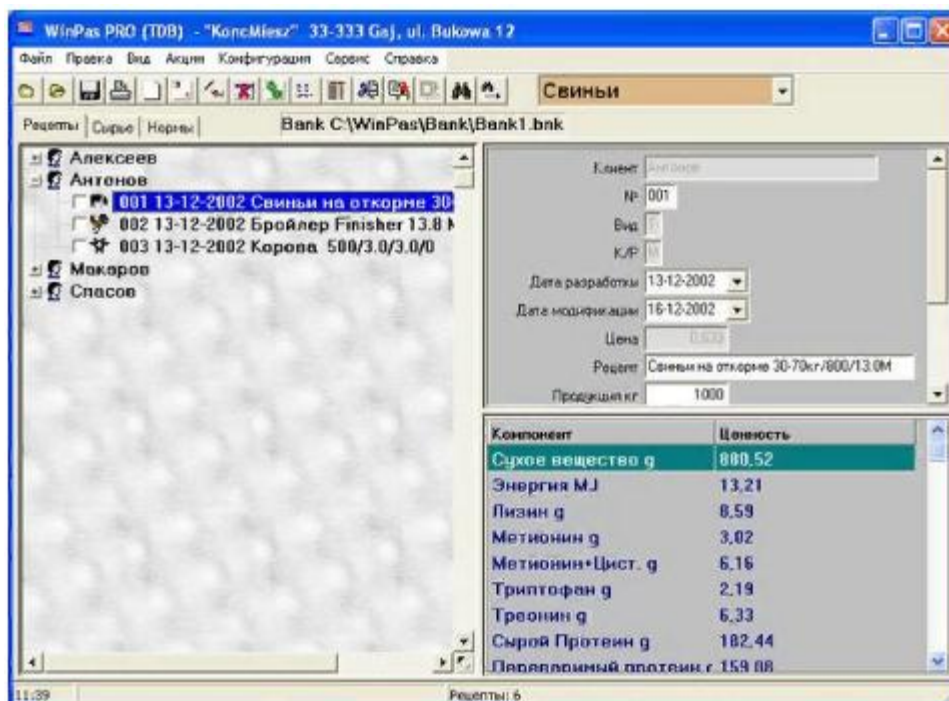 WinPas PRO (TDB) - "KoncMiesz" 33-333 Gaj, ul. Bukowa 12
Файл Правка Вид Акции Конфигурация Сервис Справка
Свиньи
Рецепты Сырье Нормы
Bank C:\WinPas\Bank\Bank1.bnk
Алексеев
Антонов
001 13-12-2002 Свиньи на откорме 30-
002 13-12-2002 Бройлер Finisher 13.8 M
003 13-12-2002 Корова 500/3.0/3.0/0
Макаров
Спасов
Клиент Антонов
№ 001
Вид
К/Р M
Дата разработки 13-12-2002
Дата модификации 16-12-2002
Цена
Рецепт Свиньи на откорме 30-70кг/800/13.0М
Продукция кг 1000
Компонент Ценность
Сухое вещество g 880,52
Энергия MJ 13,21
Лизин g 8,59
Метионин g 3,02
Метионин+Цист. g 6,16
Триптофан g 2,19
Треонин g 6,33
Сырой Протеин g 182,44
Переваримый протеин г 159,08
11:39
Рецепты: 6